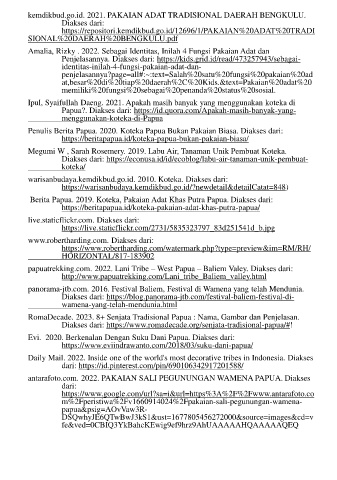 kemdikbud.go.id. 2021. PAKAIAN ADAT TRADISIONAL DAERAH BENGKULU.
Diakses dari:
https://repositori.kemdikbud.go.id/12696/1/PAKAIAN%20ADAT%20TRADI
SIONAL%20DAERAH%20BENGKULU.pdf
Amalia, Rizky . 2022. Sebagai Identitas, Inilah 4 Fungsi Pakaian Adat dan
Penjelasannya. Diakses dari: https://kids.grid.id/read/473257943/sebagai-
identitas-inilah-4-fungsi-pakaian-adat-dan-
penjelasannya?page=all#:~:text=Salah%20satu%20fungsi%20pakaian%20ad
at,besar%20di%20tiap%20daerah%2C%20Kids.&text=Pakaian%20adat%20
memiliki%20fungsi%20sebagai%20penanda%20status%20sosial.
Ipul, Syaifullah Daeng. 2021. Apakah masih banyak yang menggunakan koteka di
Papua?. Diakses dari: https://id.quora.com/Apakah-masih-banyak-yang-
menggunakan-koteka-di-Papua
Penulis Berita Papua. 2020. Koteka Papua Bukan Pakaian Biasa. Diakses dari:
https://beritapapua.id/koteka-papua-bukan-pakaian-biasa/
Megumi W , Sarah Rosemery. 2019. Labu Air, Tanaman Unik Pembuat Koteka.
Diakses dari: https://econusa.id/id/ecoblog/labu-air-tanaman-unik-pembuat-
koteka/
warisanbudaya.kemdikbud.go.id. 2010. Koteka. Diakses dari:
https://warisanbudaya.kemdikbud.go.id/?newdetail&detailCatat=848)
Berita Papua. 2019. Koteka, Pakaian Adat Khas Putra Papua. Diakses dari:
https://beritapapua.id/koteka-pakaian-adat-khas-putra-papua/
live.staticflickr.com. Diakses dari:
https://live.staticflickr.com/2731/5835323797_83d251541d_b.jpg
www.robertharding.com. Diakses dari:
https://www.robertharding.com/watermark.php?type=preview&im=RM/RH/
HORIZONTAL/817-183902
papuatrekking.com. 2022. Lani Tribe – West Papua – Baliem Valey. Diakses dari:
http://www.papuatrekking.com/Lani_tribe_Baliem_valley.html
panorama-jtb.com. 2016. Festival Baliem, Festival di Wamena yang telah Mendunia.
Diakses dari: https://blog.panorama-jtb.com/festival-baliem-festival-di-
wamena-yang-telah-mendunia.html
RomaDecade. 2023. 8+ Senjata Tradisional Papua : Nama, Gambar dan Penjelasan.
Diakses dari: https://www.romadecade.org/senjata-tradisional-papua/#!
Evi. 2020. Berkenalan Dengan Suku Dani Papua. Diakses dari:
https://www.eviindrawanto.com/2018/03/suku-dani-papua/
Daily Mail. 2022. Inside one of the world's most decorative tribes in Indonesia. Diakses
dari: https://id.pinterest.com/pin/690106342917201588/
antarafoto.com. 2022. PAKAIAN SALI PEGUNUNGAN WAMENA PAPUA. Diakses
dari:
https://www.google.com/url?sa=i&url=https%3A%2F%2Fwww.antarafoto.co
m%2Fperistiwa%2Fv1660914024%2Fpakaian-sali-pegunungan-wamena-
papua&psig=AOvVaw3R-
DSQwhyJE6QTwBwJ3kS1&ust=1677805456272000&source=images&cd=v
fe&ved=0CBIQ3YkBahcKEwig9ef9hrz9AhUAAAAAHQAAAAAQEQ